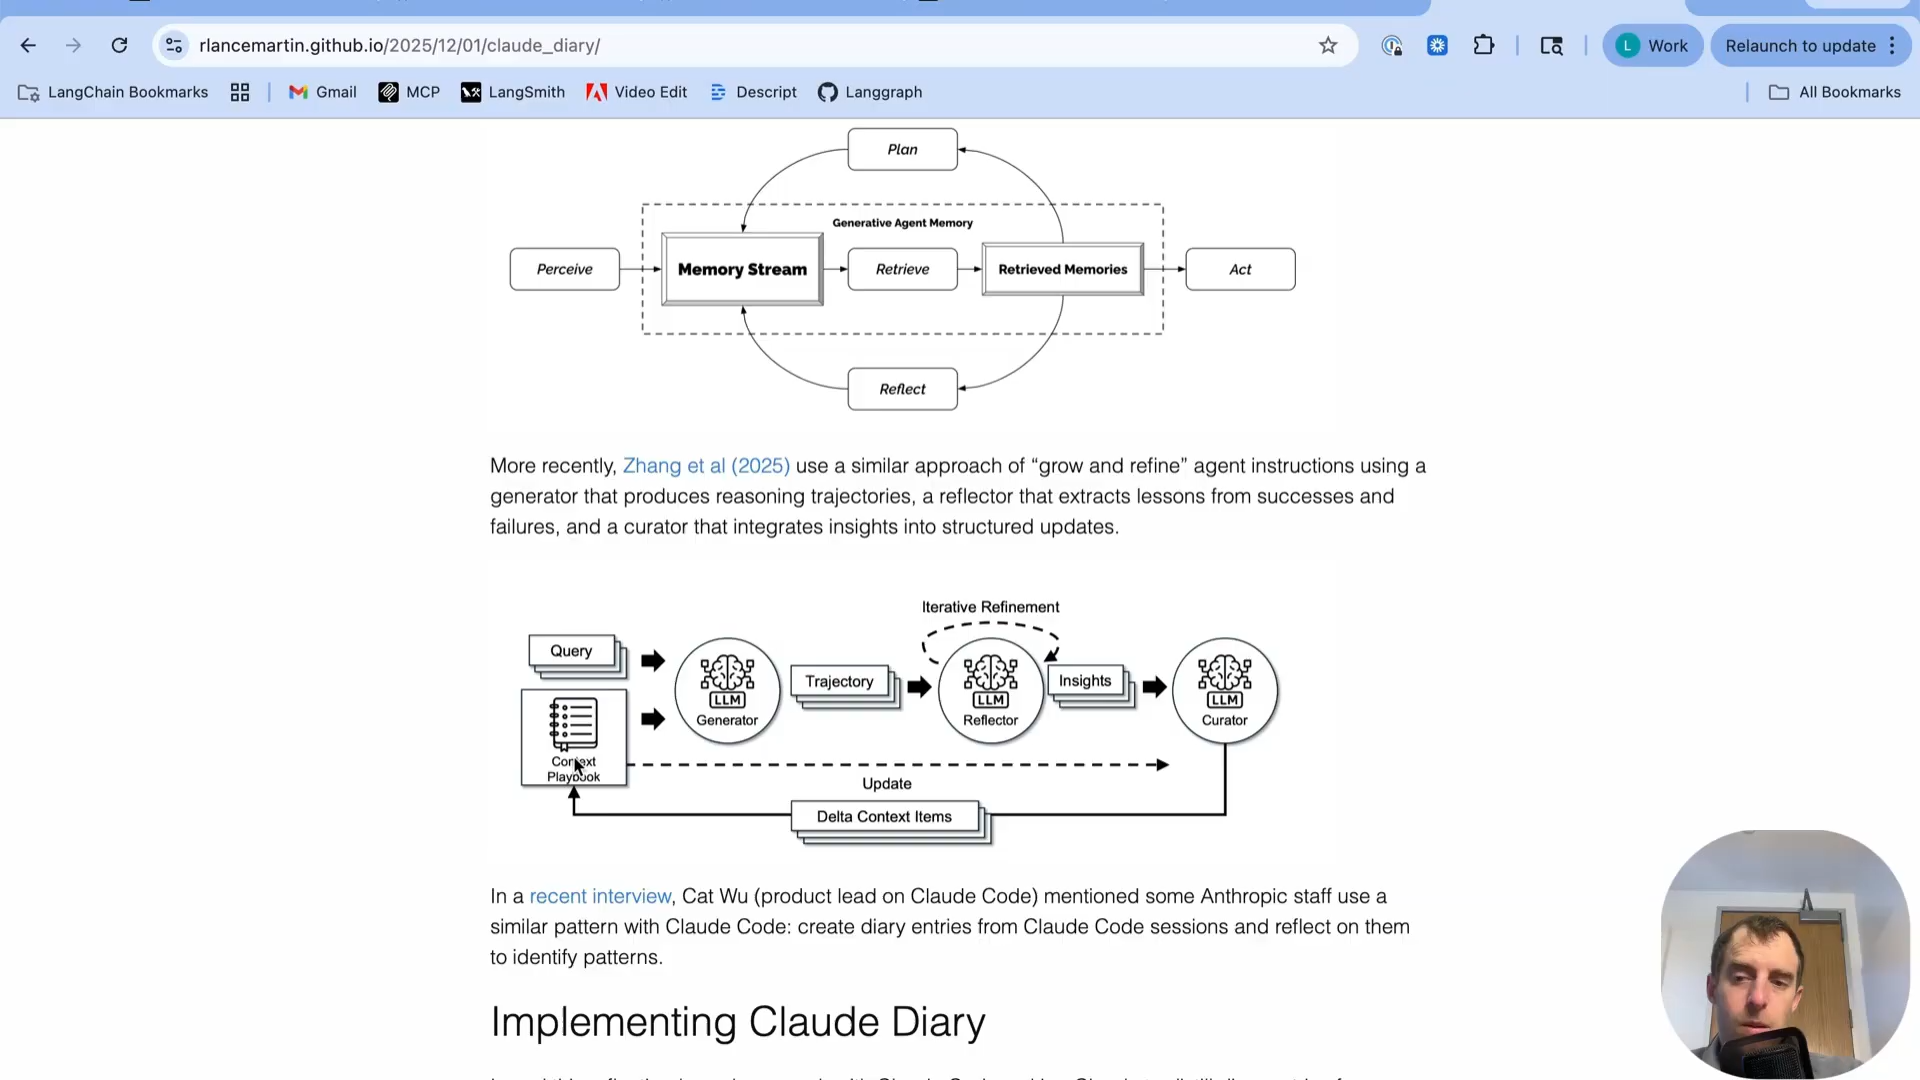 rlancemartin.github.io/2025/12/01/claude_diary/
L Work
Relaunch to update
LangChain Bookmarks
Gmail
MCP
LangSmith
Video Edit
Descript
Langgraph
All Bookmarks
Plan
Generative Agent Memory
Perceive
Memory Stream
Retrieve
Retrieved Memories
Act
Reflect
More recently, Zhang et al (2025) use a similar approach of “grow and refine” agent instructions using a
generator that produces reasoning trajectories, a reflector that extracts lessons from successes and
failures, and a curator that integrates insights into structured updates.
Iterative Refinement
Query
LLM
Generator
Trajectory
LLM
Reflector
Insights
LLM
Curator
Context
Playbook
Update
Delta Context Items
In a recent interview, Cat Wu (product lead on Claude Code) mentioned some Anthropic staff use a
similar pattern with Claude Code: create diary entries from Claude Code sessions and reflect on them
to identify patterns.
Implementing Claude Diary